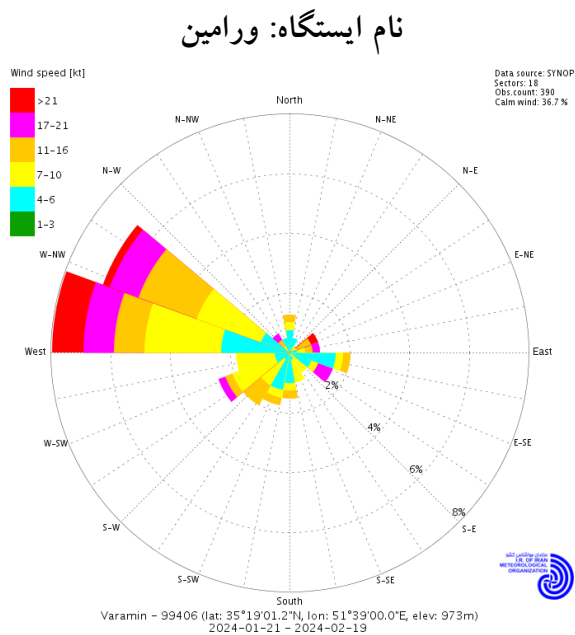 نام ایستگاه: ورامین
Wind speed [kt]
>21
17-21
11-16
7-10
4-6
1-3
Data source: SYNOP
Sectors: 18
Obs.count: 390
Calm wind: 36.7 %
North
N-NW
N-NE
N-W
N-E
W-NW
E-NE
West
East
2%
4%
W-SW
E-SE
6%
8%
S-W
S-E
S-SW
S-SE
South
سازمان هواشناسی کشور
I.R. OF IRAN
METEOROLOGICAL
ORGANIZATION
Varamin - 99406 (lat: 35°19'01.2"N, lon: 51°39'00.0"E, elev: 973m)
2024-01-21 - 2024-02-19